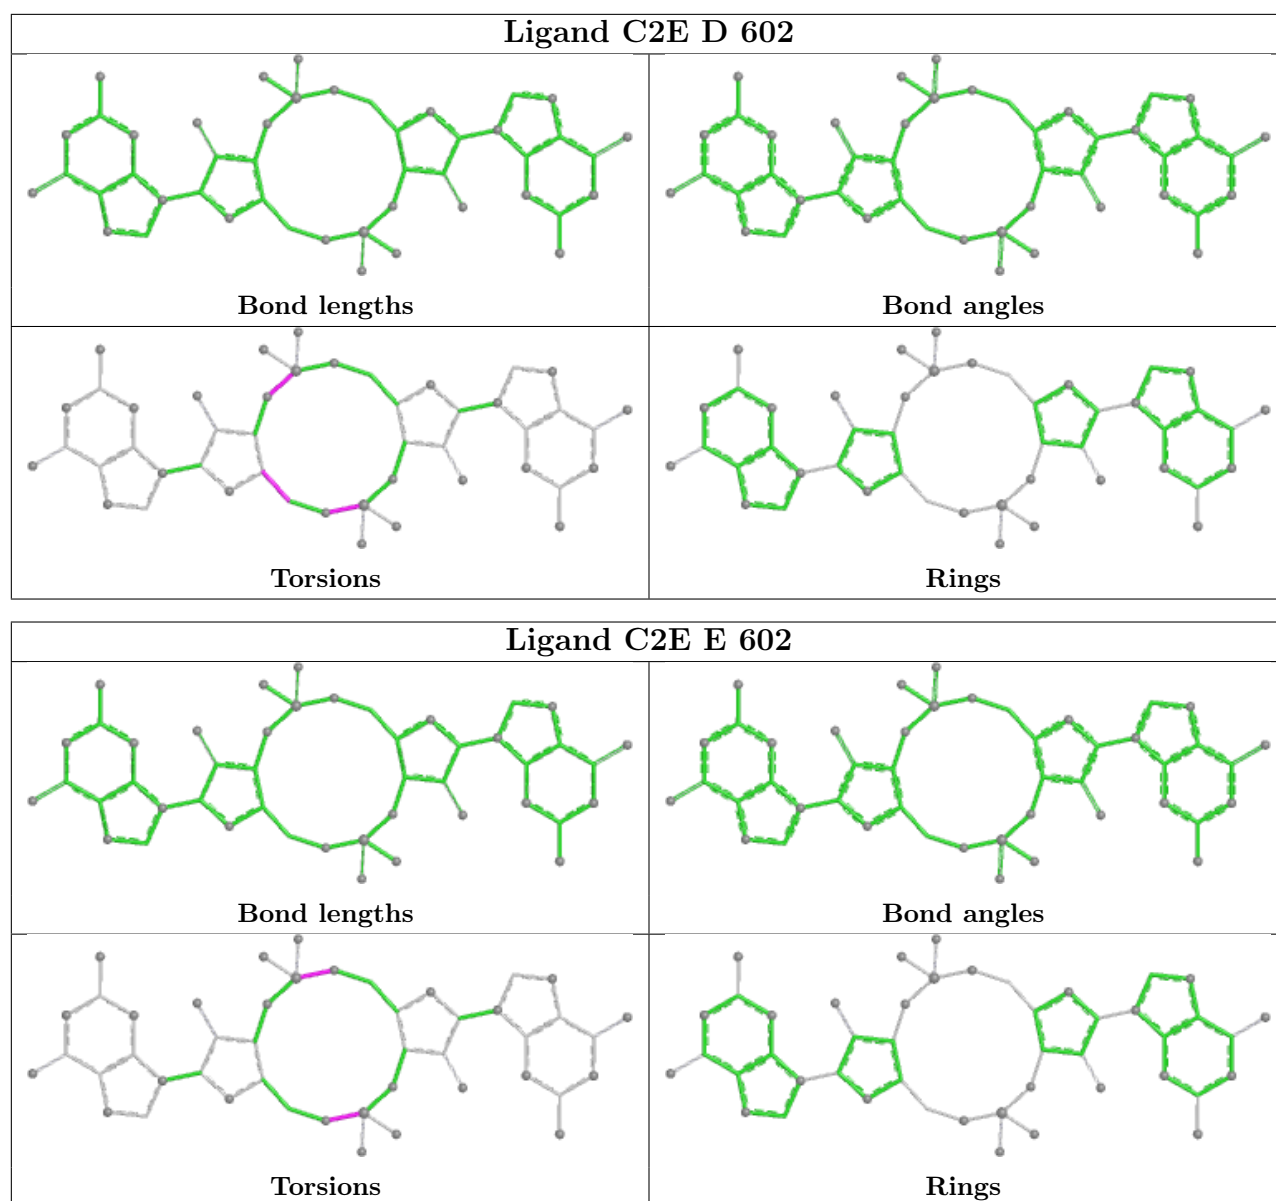 Ligand C2E D 602
Bond lengths
Bond angles
Torsions
Rings
Ligand C2E E 602
Bond lengths
Bond angles
Torsions
Rings